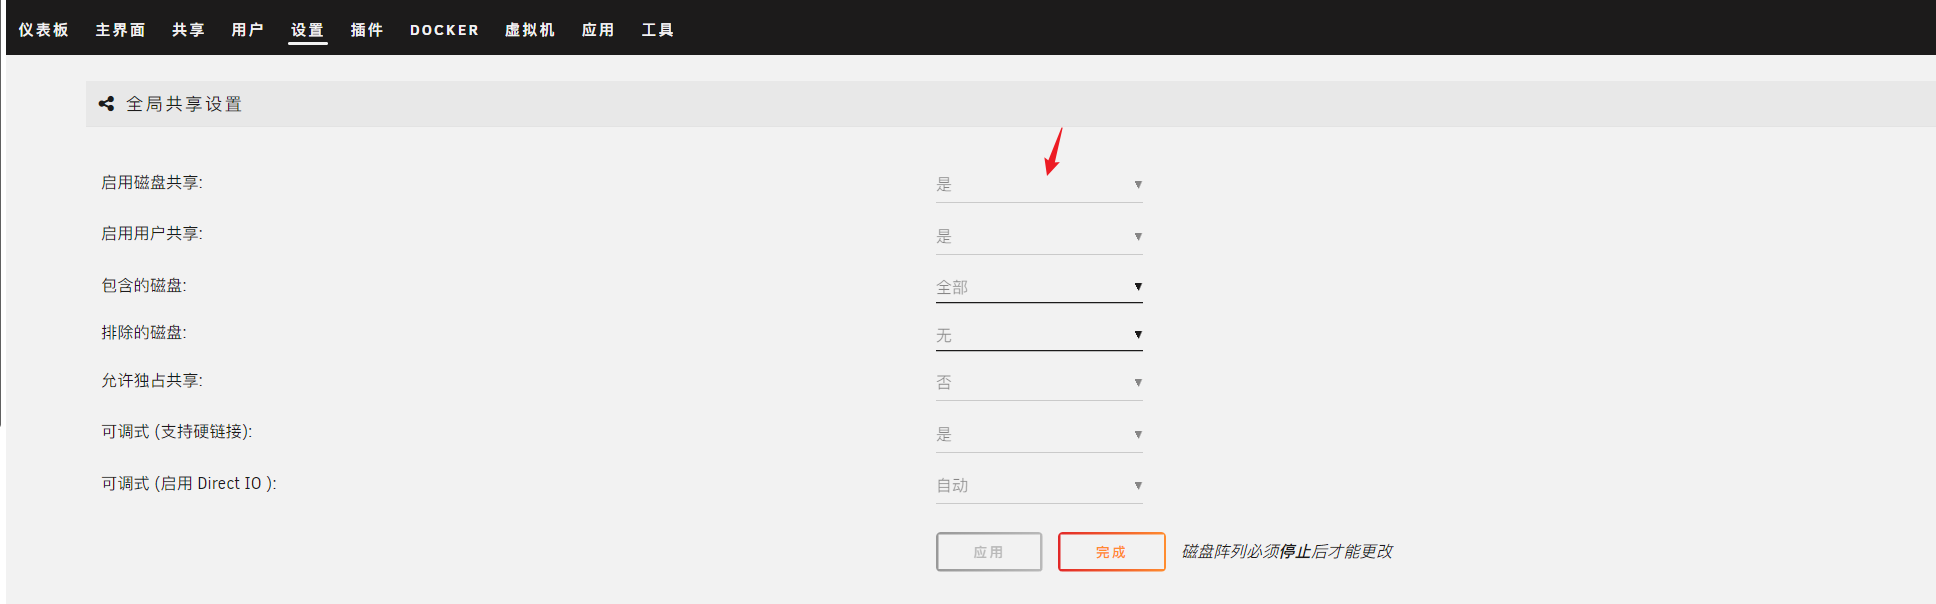 仪表板 主界面 共享 用户 设置 插件 DOCKER 虚拟机 应用 工具
全局共享设置
启用磁盘共享: 是
启用用户共享: 是
包含的磁盘: 全部
排除的磁盘: 无
允许独占共享: 否
可调式 (支持硬链接): 是
可调式 (启用 Direct IO ): 自动
应用 完成 磁盘阵列必须停止后才能更改